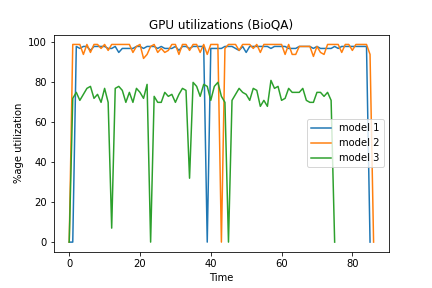 GPU utilizations (BioQA)
100
80
60
40
20
0
%age utilization
model 1
model 2
model 3
0
20
40
60
80
Time